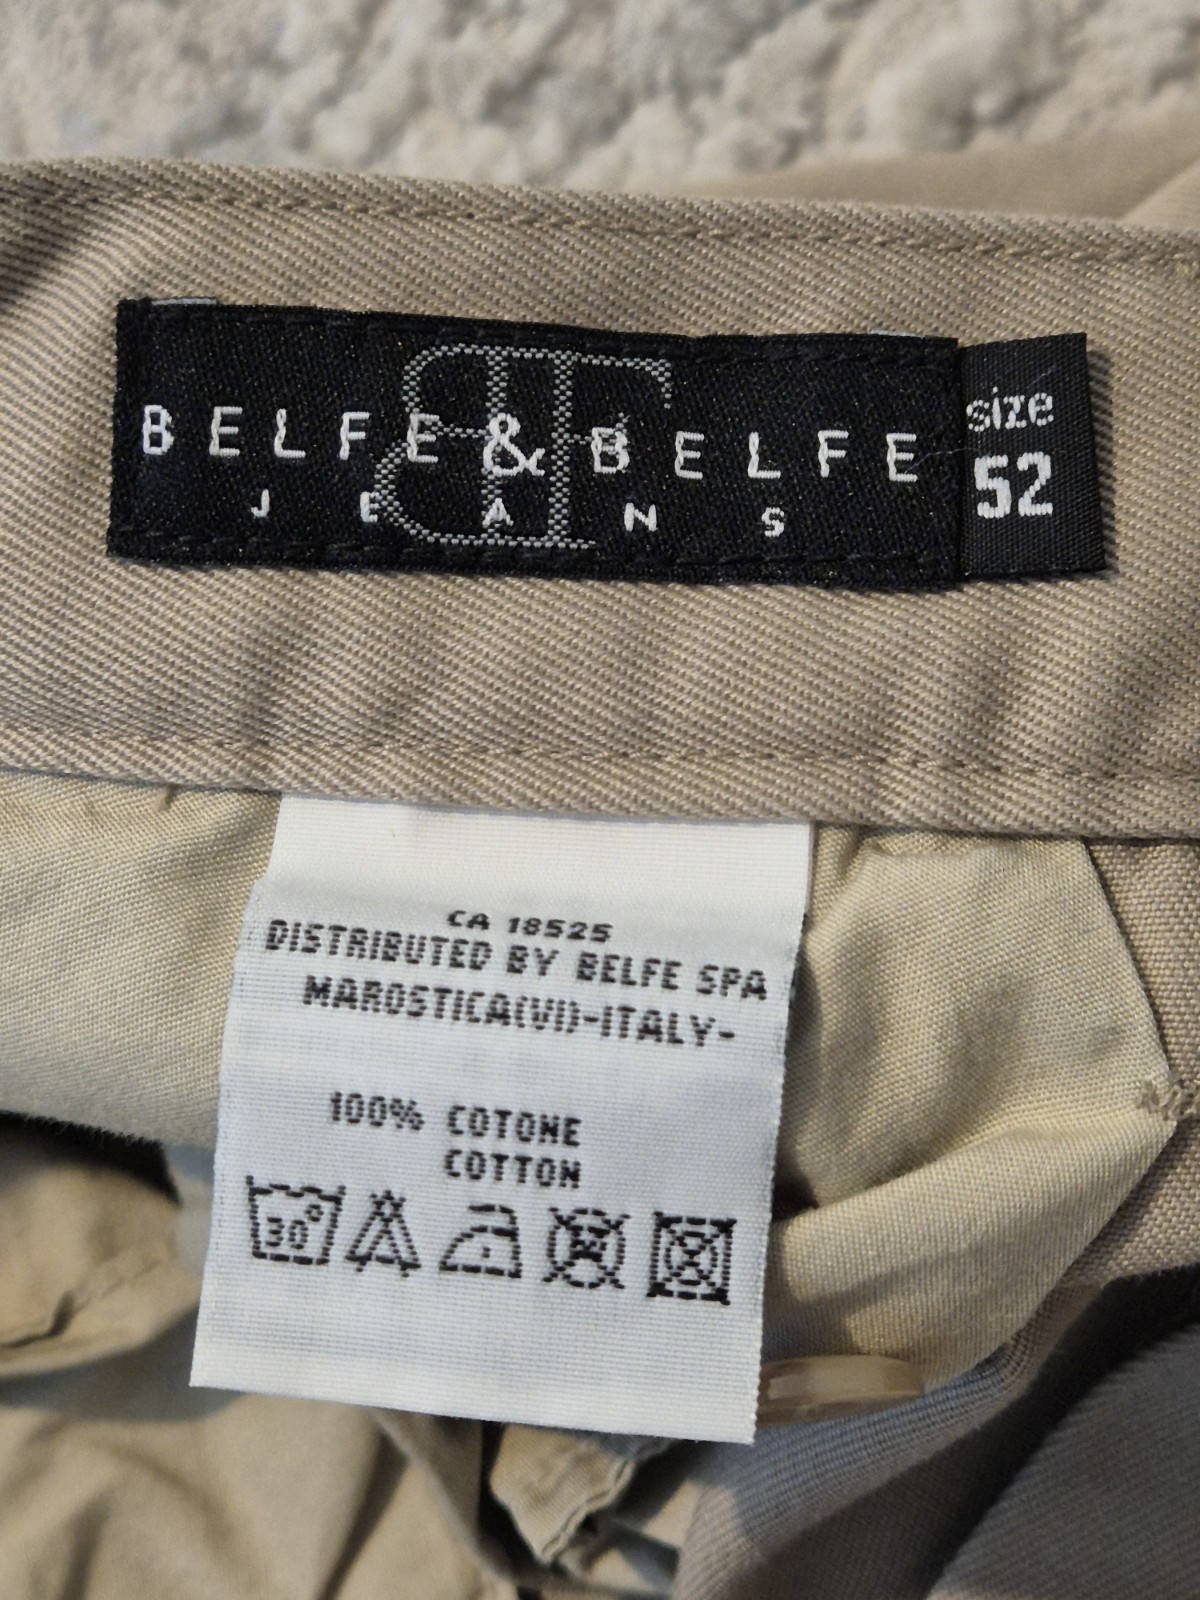 BELFE & BELFE
JEANS
size
52
CA 18525
DISTRIBUTED BY BELFE SPA
MAROSTICA(VI)-ITALY-
100% COTONE
COTTON
30°